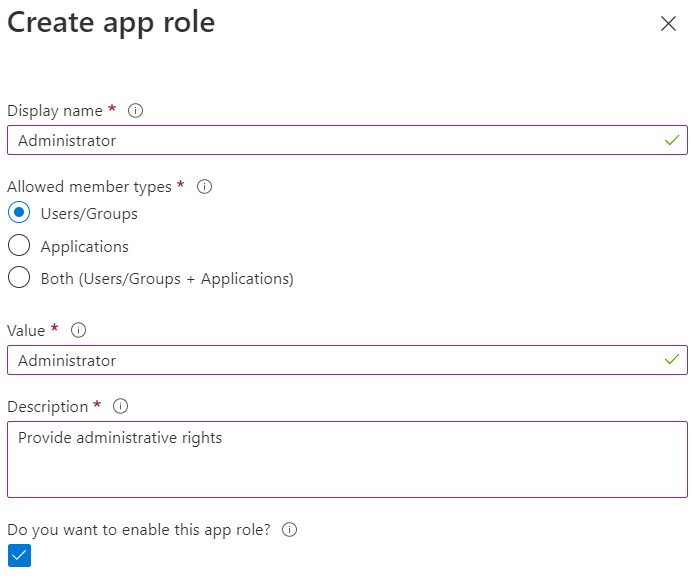 Create app role
Display name *
Administrator
Allowed member types *
Users/Groups
Applications
Both (Users/Groups + Applications)
Value *
Administrator
Description *
Provide administrative rights
Do you want to enable this app role?